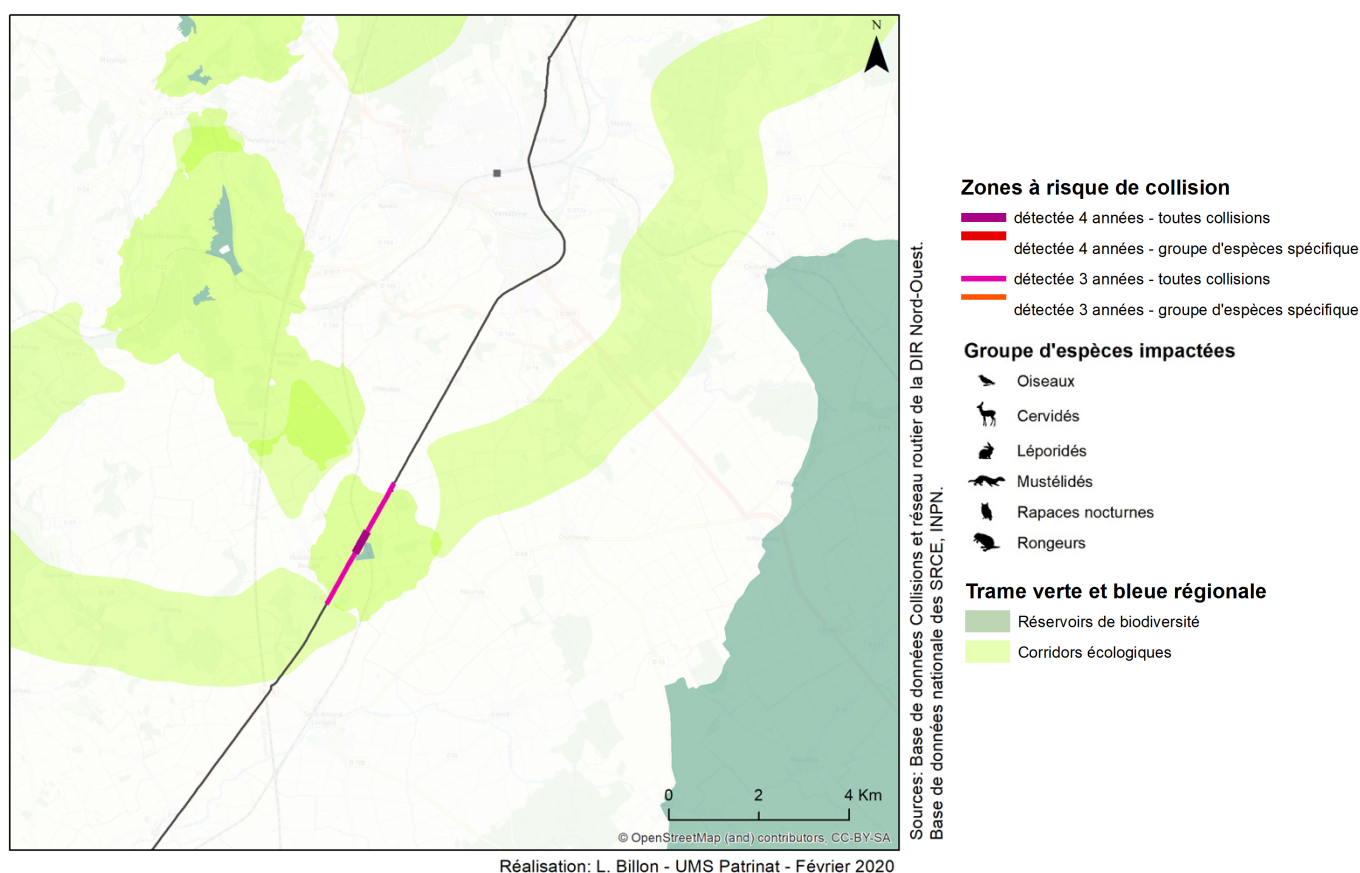 N
0 2 4 Km
© OpenStreetMap (and) contributors, CC-BY-SA
Réalisation: L. Billon - UMS Patrinat - Février 2020
Sources: Base de données Collisions et réseau routier de la DIR Nord-Ouest.
Base de données nationale des SRCE, INPN.
Zones à risque de collision
détectée 4 années - toutes collisions
détectée 4 années - groupe d'espèces spécifique
détectée 3 années - toutes collisions
détectée 3 années - groupe d'espèces spécifique
Groupe d'espèces impactées
Oiseaux
Cervidés
Léporidés
Mustélidés
Rapaces nocturnes
Rongeurs
Trame verte et bleue régionale
Réservoirs de biodiversité
Corridors écologiques